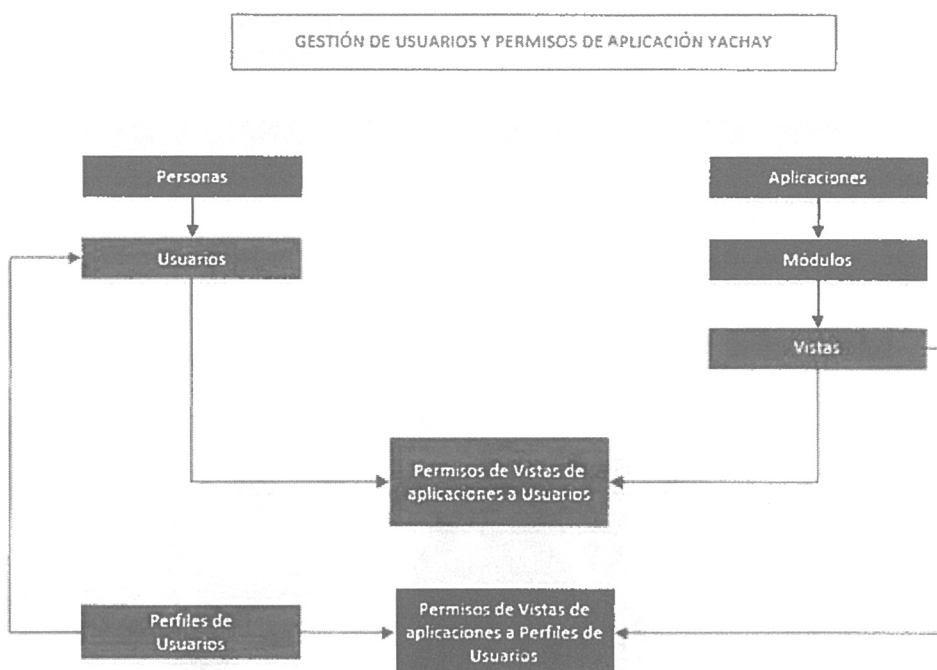 GESTIÓN DE USUARIOS Y PERMISOS DE APLICACIÓN YACHAY
Personas
Aplicaciones
Usuarios
Módulos
Vistas
Permisos de Vistas de
aplicaciones a Usuarios
Perfiles de
Usuarios
Permisos de Vistas de
aplicaciones a Perfiles de
Usuarios